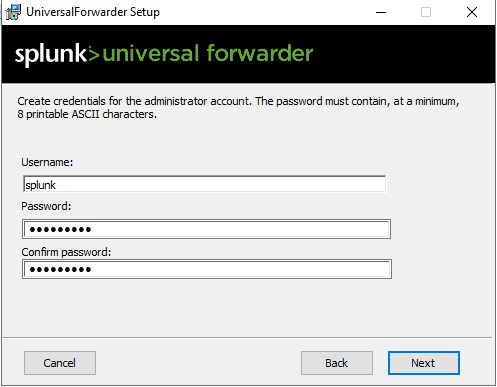 UniversalForwarder Setup
splunk> universal forwarder
Create credentials for the administrator account. The password must contain, at a minimum,
8 printable ASCII characters.
Username:
splunk
Password:
●●●●●●●●●
Confirm password:
●●●●●●●●●
Cancel
Back
Next